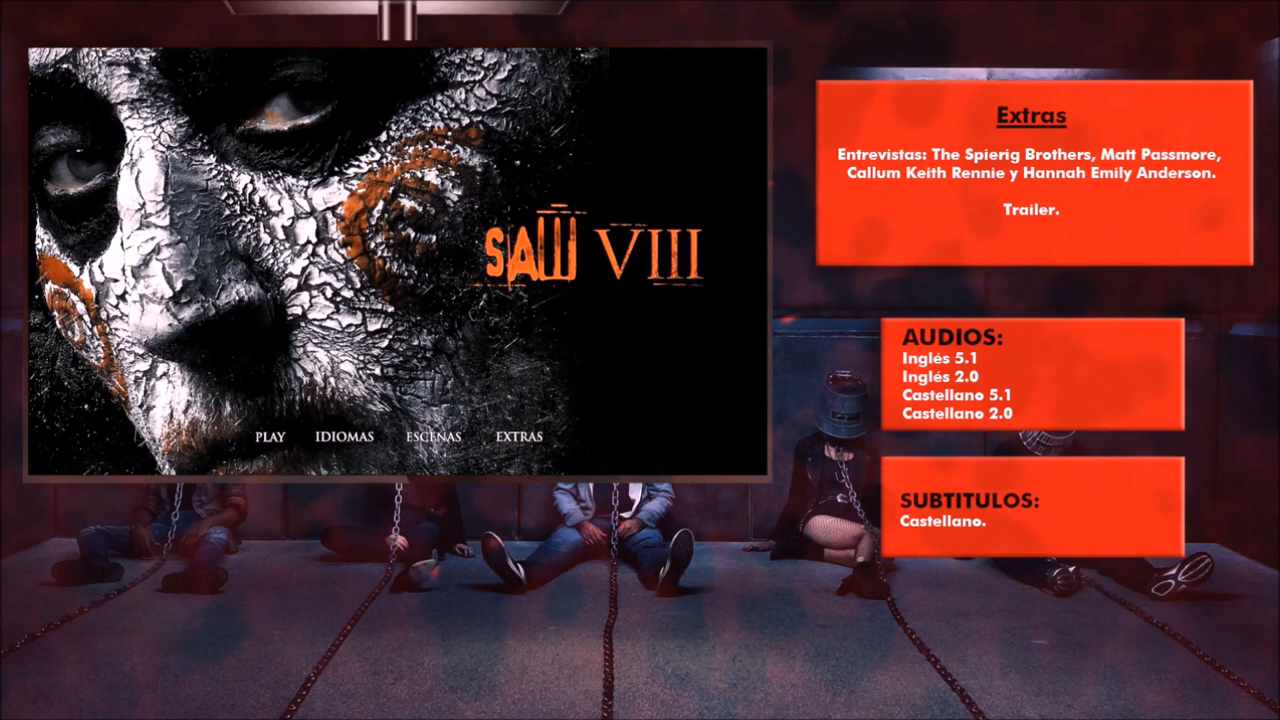 SAW VIII
PLAY IDIOMAS ESCENAS EXTRAS
Extras
Entrevistas: The Spierig Brothers, Matt Passmore,
Callum Keith Rennie y Hannah Emily Anderson.
Trailer.
AUDIOS:
Inglés 5.1
Inglés 2.0
Castellano 5.1
Castellano 2.0
SUBTITULOS:
Castellano.